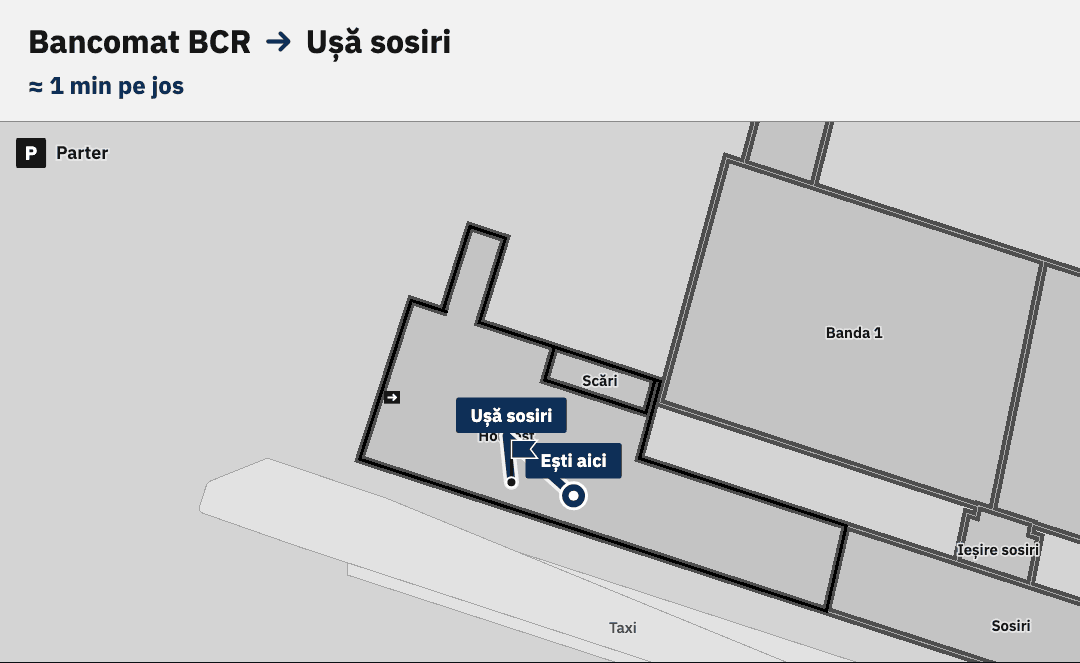 Bancomat BCR → Ușă sosiri
≈ 1 min pe jos
P Parter
Banda 1
Scări
Ușă sosiri
Ești aici
Ieșire sosiri
Sosiri
Taxi